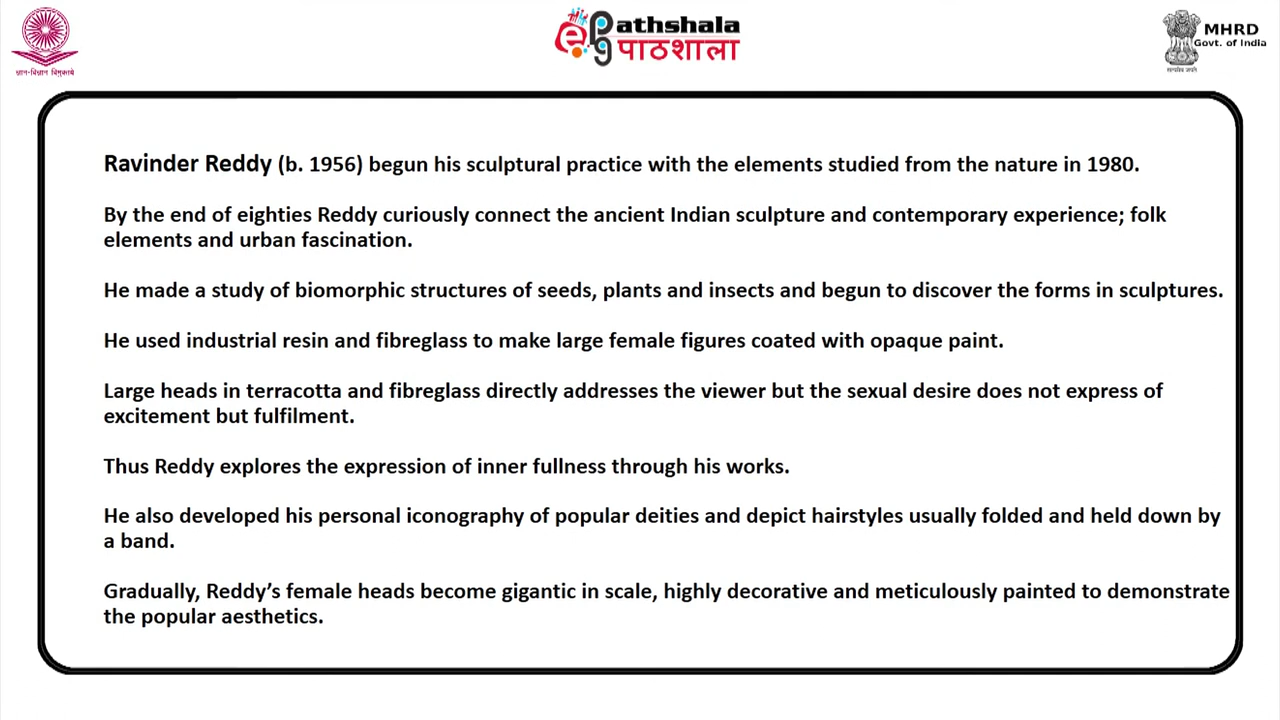 ज्ञान-विज्ञान विमुक्तये
ePG Pathshala
पाठशाला
MHRD
Govt. of India
सत्यमेव जयते
Ravinder Reddy (b. 1956) begun his sculptural practice with the elements studied from the nature in 1980.
By the end of eighties Reddy curiously connect the ancient Indian sculpture and contemporary experience; folk
elements and urban fascination.
He made a study of biomorphic structures of seeds, plants and insects and begun to discover the forms in sculptures.
He used industrial resin and fibreglass to make large female figures coated with opaque paint.
Large heads in terracotta and fibreglass directly addresses the viewer but the sexual desire does not express of
excitement but fulfilment.
Thus Reddy explores the expression of inner fullness through his works.
He also developed his personal iconography of popular deities and depict hairstyles usually folded and held down by
a band.
Gradually, Reddy’s female heads become gigantic in scale, highly decorative and meticulously painted to demonstrate
the popular aesthetics.